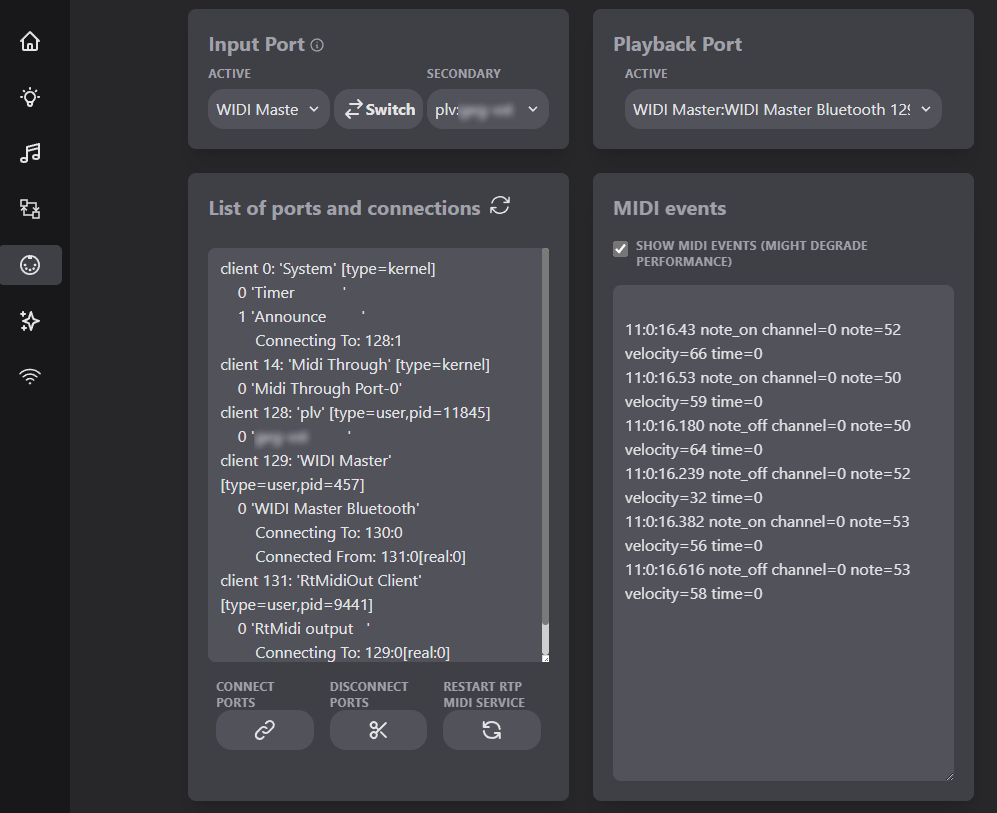 Input Port
ACTIVE
SECONDARY
WIDI Maste
Switch
plv:
Playback Port
ACTIVE
WIDI Master:WIDI Master Bluetooth 129
List of ports and connections
client 0: 'System' [type=kernel]
0 'Timer '
1 'Announce '
Connecting To: 128:1
client 14: 'Midi Through' [type=kernel]
0 'Midi Through Port-0'
client 128: 'plv' [type=user,pid=11845]
0 ' '
client 129: 'WIDI Master'
[type=user,pid=457]
0 'WIDI Master Bluetooth'
Connecting To: 130:0
Connected From: 131:0[real:0]
client 131: 'RtMidiOut Client'
[type=user,pid=9441]
0 'RtMidi output '
Connecting To: 129:0[real:0]
CONNECT
PORTS
DISCONNECT
PORTS
RESTART RTP
MIDI SERVICE
MIDI events
SHOW MIDI EVENTS (MIGHT DEGRADE
PERFORMANCE)
11:0:16.43 note_on channel=0 note=52
velocity=66 time=0
11:0:16.53 note_on channel=0 note=50
velocity=59 time=0
11:0:16.180 note_off channel=0 note=50
velocity=64 time=0
11:0:16.239 note_off channel=0 note=52
velocity=32 time=0
11:0:16.382 note_on channel=0 note=53
velocity=56 time=0
11:0:16.616 note_off channel=0 note=53
velocity=58 time=0